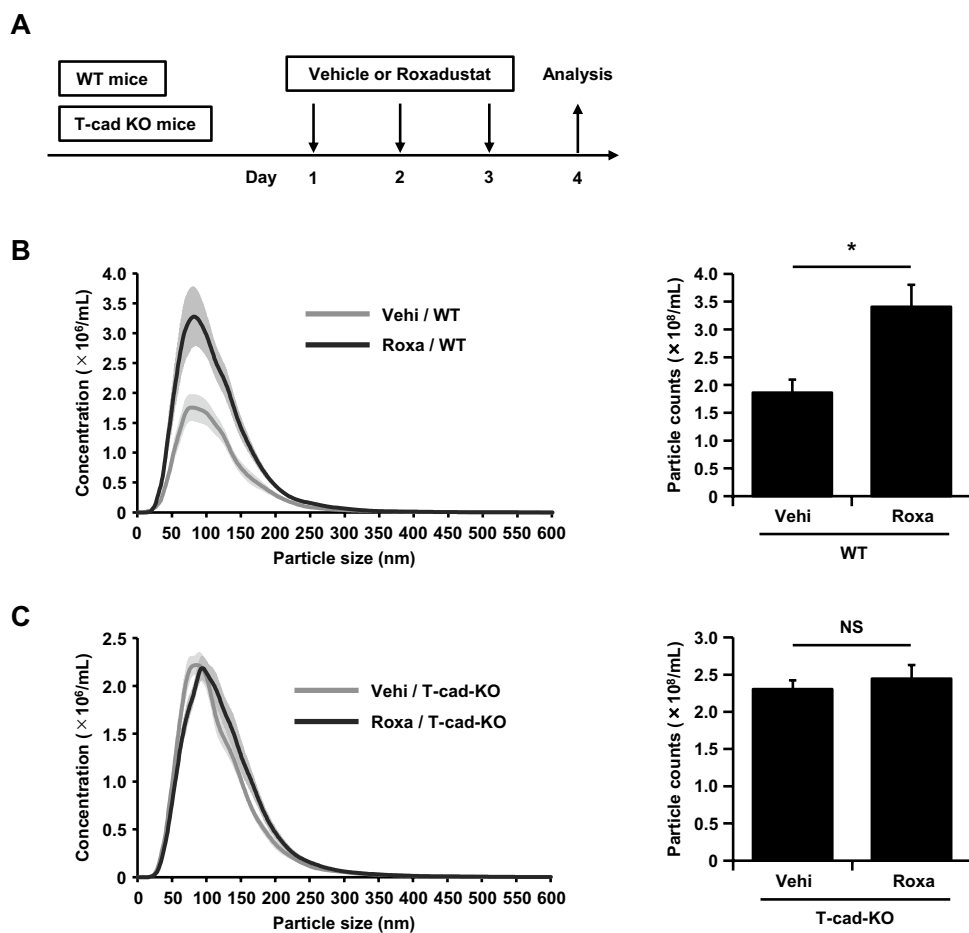 A
WT mice
T-cad KO mice
Vehicle or Roxadustat
Analysis
Day 1 2 3 4
B
Concentration (×10⁶/mL)
4.0
3.5
3.0
2.5
2.0
1.5
1.0
0.5
0
0 50 100 150 200 250 300 350 400 450 500 550 600
Particle size (nm)
Vehi / WT
Roxa / WT
*
Particle counts (×10⁸/mL)
4.0
3.5
3.0
2.5
2.0
1.5
1.0
0.5
0
Vehi Roxa
WT
C
Concentration (×10⁶/mL)
2.5
2.0
1.5
1.0
0.5
0
0 50 100 150 200 250 300 350 400 450 500 550 600
Particle size (nm)
Vehi / T-cad-KO
Roxa / T-cad-KO
NS
Particle counts (×10⁸/mL)
3.0
2.5
2.0
1.5
1.0
0.5
0
Vehi Roxa
T-cad-KO